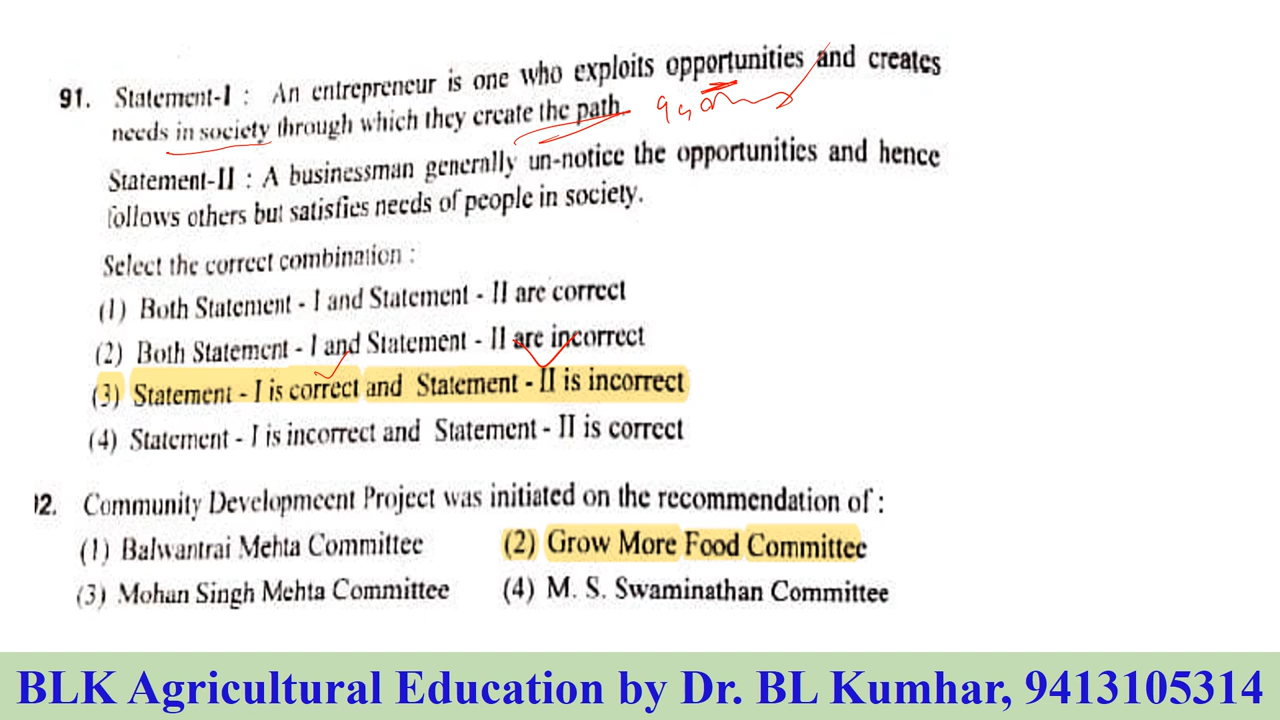 91. Statement-I : An entrepreneur is one who exploits opportunities and creates
needs in society through which they create the path.
Statement-II : A businessman generally un-notice the opportunities and hence
follows others but satisfies needs of people in society.
Select the correct combination :
(1) Both Statement - I and Statement - II are correct
(2) Both Statement - I and Statement - II are incorrect
(3) Statement - I is correct and Statement - II is incorrect
(4) Statement - I is incorrect and Statement - II is correct
92. Community Development Project was initiated on the recommendation of :
(1) Balwantrai Mehta Committee (2) Grow More Food Committee
(3) Mohan Singh Mehta Committee (4) M. S. Swaminathan Committee
BLK Agricultural Education by Dr. BL Kumhar, 9413105314